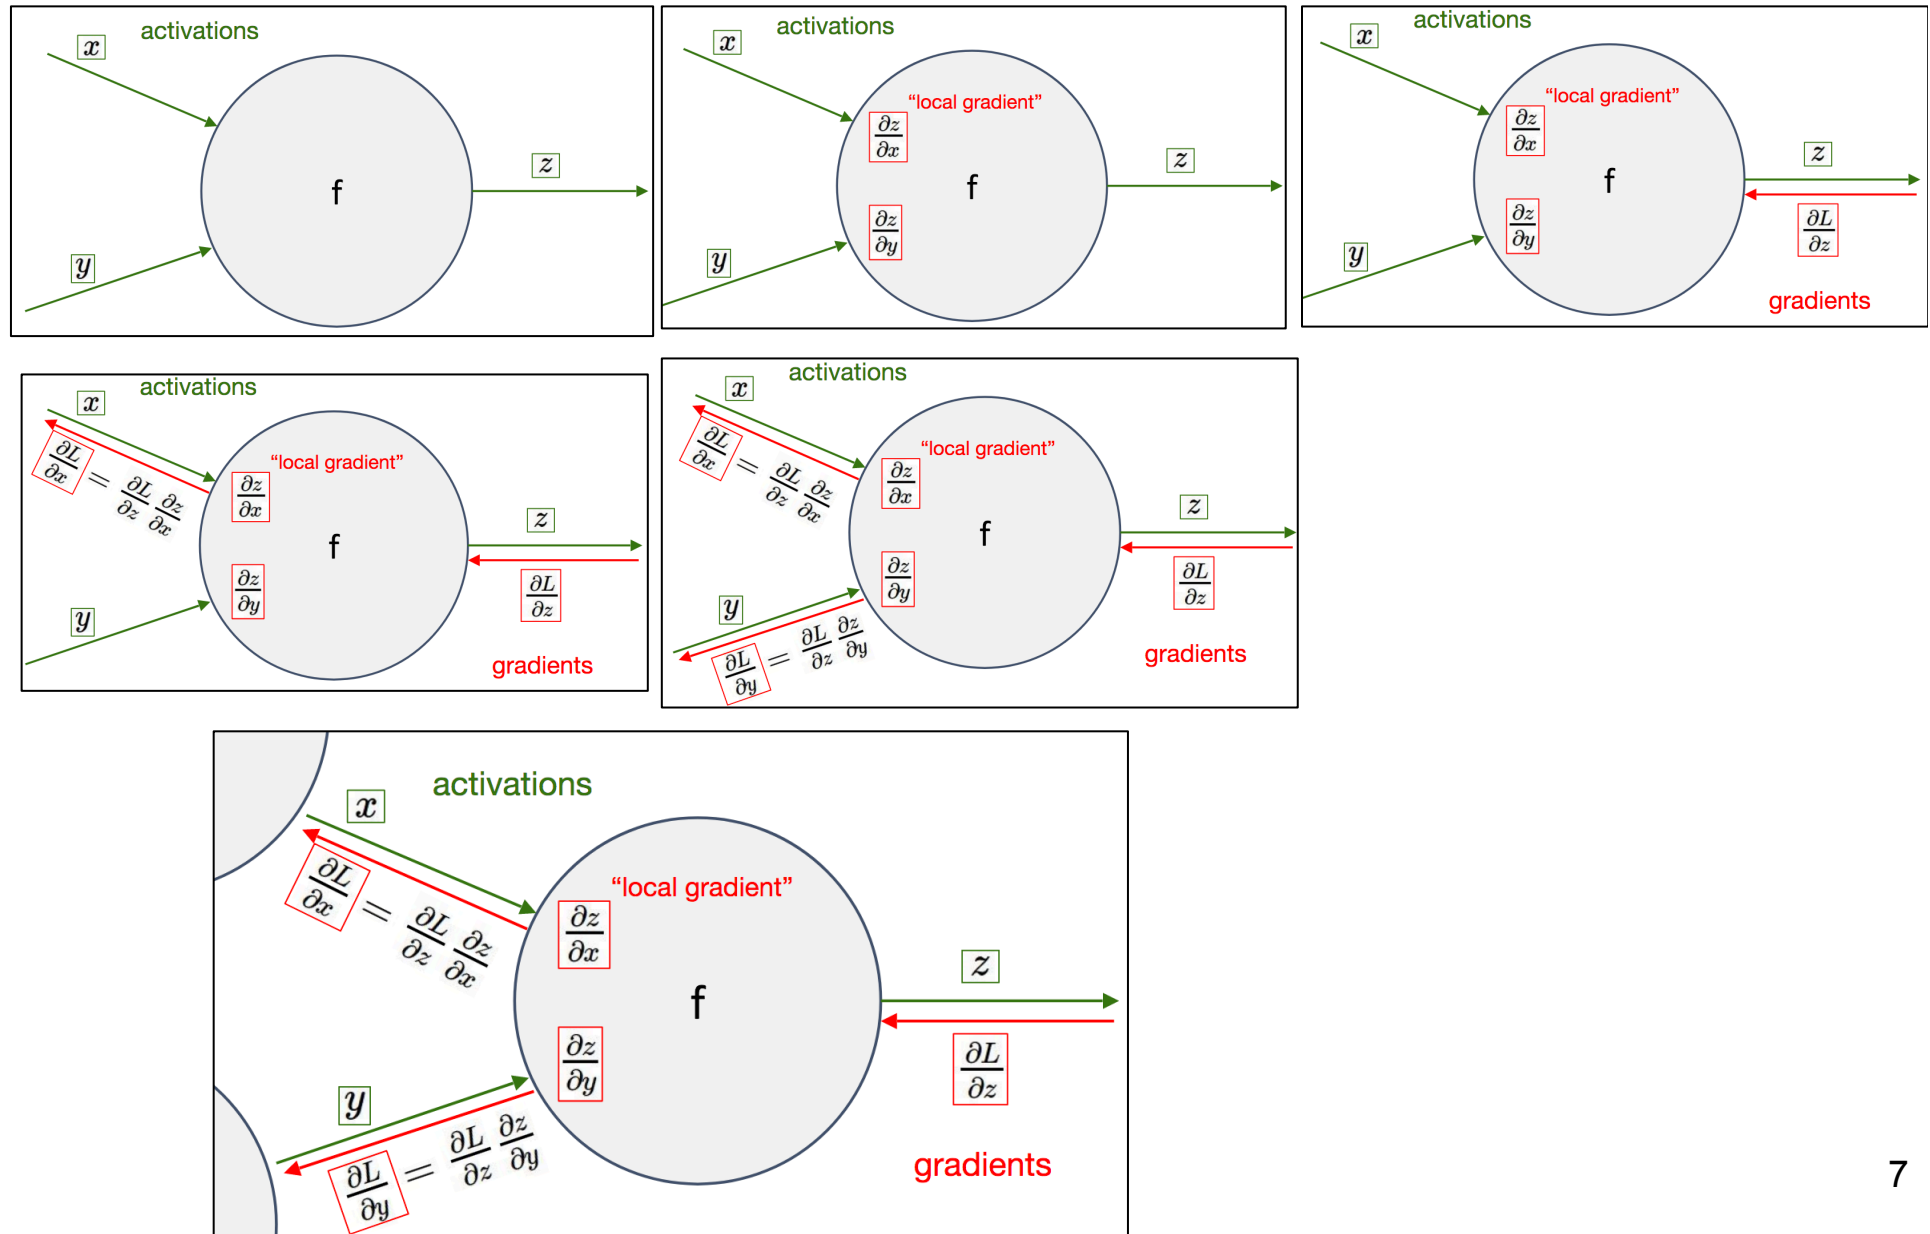 activations
x
f
z
y
activations
x
“local gradient”
∂z/∂x
f
z
∂z/∂y
y
activations
x
“local gradient”
∂z/∂x
f
z
∂z/∂y
∂L/∂z
y
gradients
activations
x
∂L/∂x = ∂L/∂z ∂z/∂x
“local gradient”
∂z/∂x
f
z
∂z/∂y
∂L/∂z
y
gradients
activations
x
∂L/∂x = ∂L/∂z ∂z/∂x
“local gradient”
∂z/∂x
f
z
∂z/∂y
∂L/∂z
y
∂L/∂y = ∂L/∂z ∂z/∂y
gradients
activations
x
∂L/∂x = ∂L/∂z ∂z/∂x
“local gradient”
∂z/∂x
f
z
∂z/∂y
∂L/∂z
y
∂L/∂y = ∂L/∂z ∂z/∂y
gradients
7